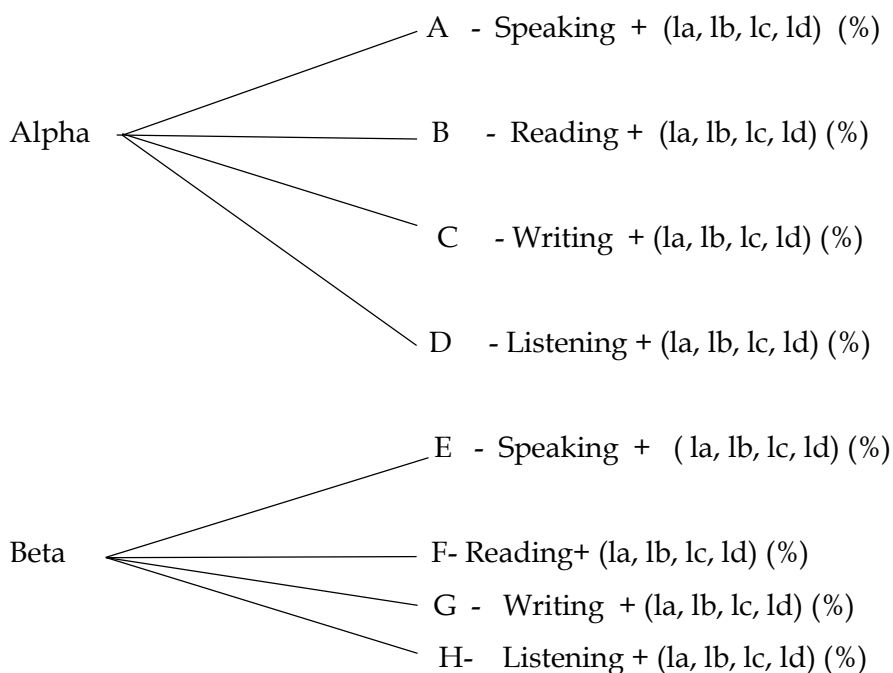 A - Speaking + (la, lb, lc, ld) (%)
Alpha B - Reading + (la, lb, lc, ld) (%)
C - Writing + (la, lb, lc, ld) (%)
D - Listening + (la, lb, lc, ld) (%)
E - Speaking + ( la, lb, lc, ld) (%)
Beta F- Reading+ (la, lb, lc, ld) (%)
G - Writing + (la, lb, lc, ld) (%)
H- Listening + (la, lb, lc, ld) (%)